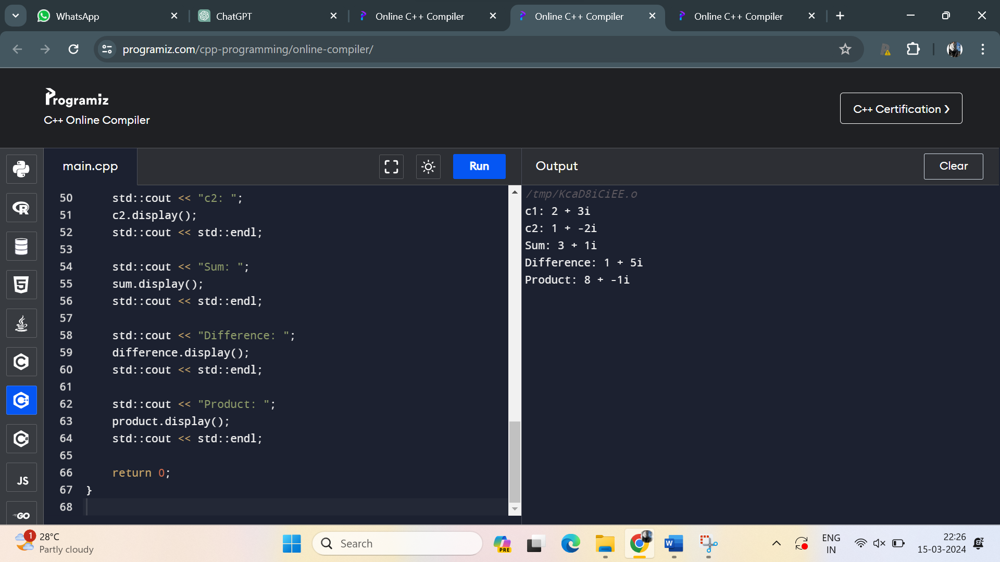 WhatsApp
ChatGPT
Online C++ Compiler
Online C++ Compiler
Online C++ Compiler
programiz.com/cpp-programming/online-compiler/
Programiz
C++ Online Compiler
C++ Certification ❯
main.cpp
Run
Output
Clear
50 std::cout << "c2: ";
51 c2.display();
52 std::cout << std::endl;
53
54 std::cout << "Sum: ";
55 sum.display();
56 std::cout << std::endl;
57
58 std::cout << "Difference: ";
59 difference.display();
60 std::cout << std::endl;
61
62 std::cout << "Product: ";
63 product.display();
64 std::cout << std::endl;
65
66 return 0;
67 }
68
/tmp/KcaD8iCiEE.o
c1: 2 + 3i
c2: 1 + -2i
Sum: 3 + 1i
Difference: 1 + 5i
Product: 8 + -1i
R
5
C
C++
C#
JS
GO
1
28°C
Partly cloudy
Search
PRE
W
ENG
IN
22:26
15-03-2024